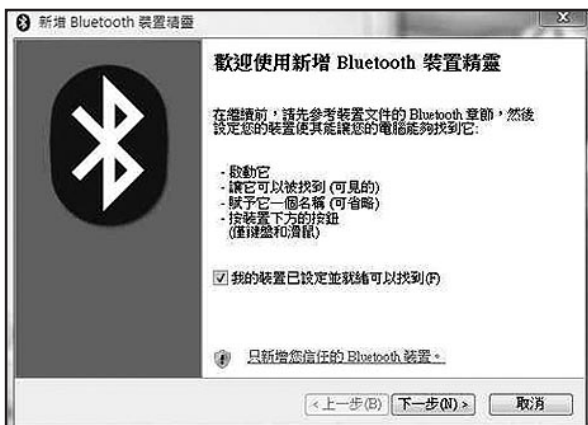 新增 Bluetooth 裝置精靈
歡迎使用新增 Bluetooth 裝置精靈
在繼續前，請先參考裝置文件的 Bluetooth 章節，然後
設定您的裝置使其能讓您的電腦能夠找到它:
- 啟動它
- 讓它可以被找到 (可見的)
- 賦予它一個名稱 (可省略)
- 按裝置下方的按鈕
(僅鍵盤和滑鼠)
我的裝置已設定並就緒可以找到(F)
只新增您信任的 Bluetooth 裝置。
<上一步(B) 下一步(N) > 取消